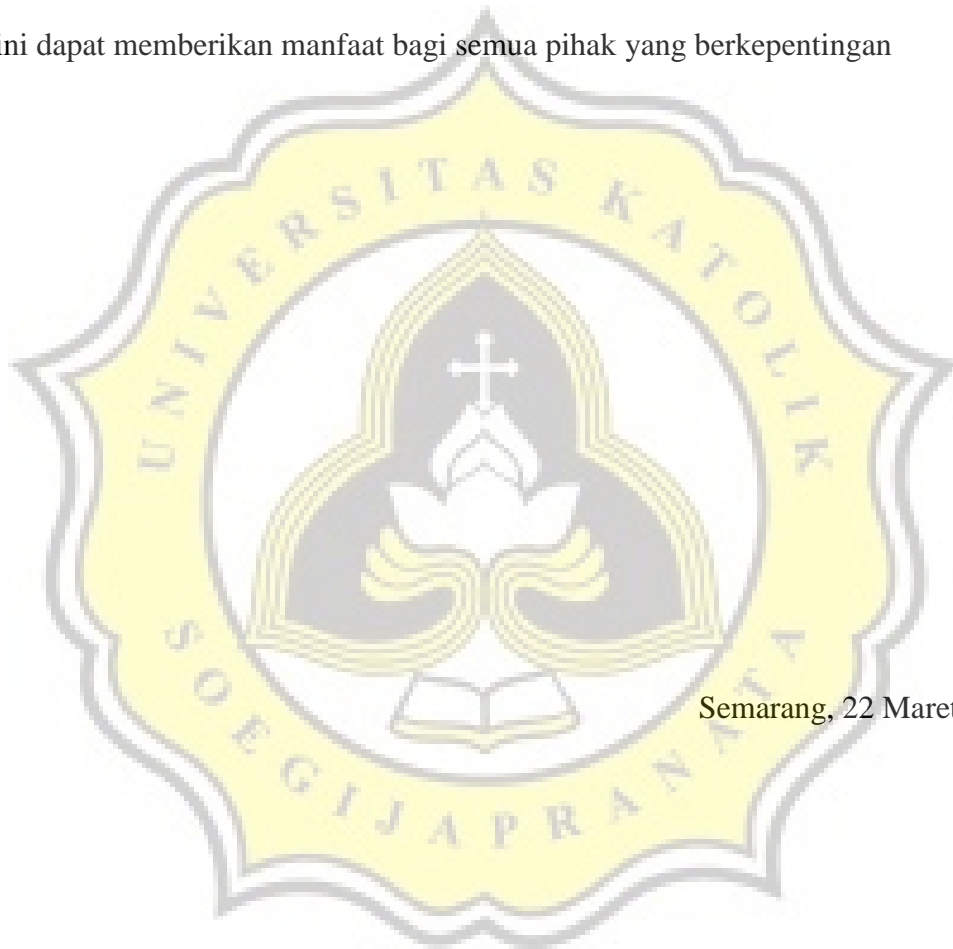 ini dapat memberikan manfaat bagi semua pihak yang berkepentingan
UNIVERSITAS KATOLIK
Semarang, 22 Maret
SOEGIJAPRANATA